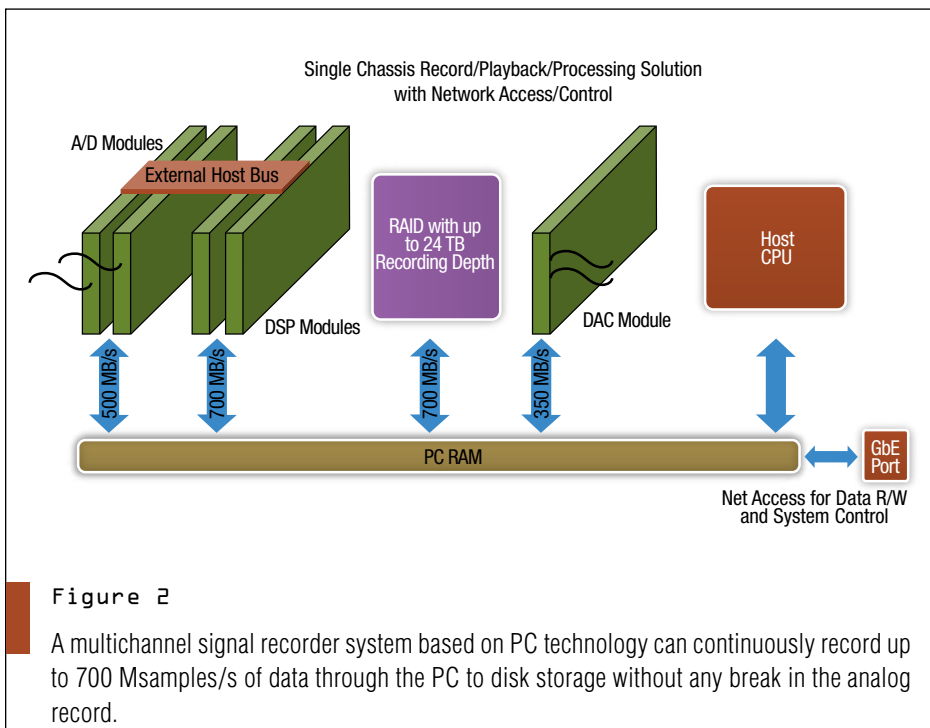 Single Chassis Record/Playback/Processing Solution
with Network Access/Control
A/D Modules
External Host Bus
RAID with up
to 24 TB
Recording Depth
Host
CPU
DSP Modules
DAC Module
500 MB/s
700 MB/s
700 MB/s
350 MB/s
PC RAM
GbE
Port
Net Access for Data R/W
and System Control
Figure 2
A multichannel signal recorder system based on PC technology can continuously record up
to 700 Msamples/s of data through the PC to disk storage without any break in the analog
record.